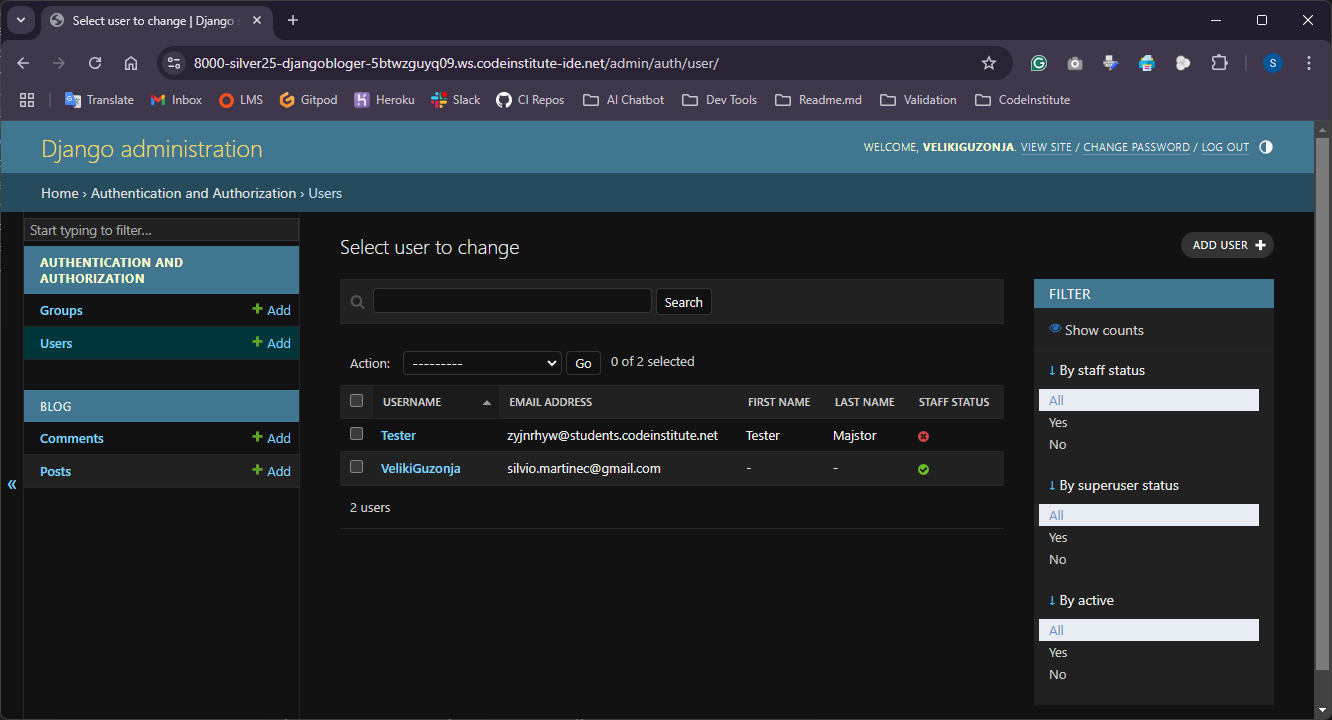 Select user to change | Django s
8000-silver25-djangobloger-5btwzguyq09.ws.codeinstitute-ide.net/admin/auth/user/
S
Translate Inbox LMS Gitpod Heroku Slack CI Repos AI Chatbot Dev Tools Readme.md Validation CodeInstitute
Django administration
WELCOME, VELIKIGUZONJA. VIEW SITE / CHANGE PASSWORD / LOG OUT
Home › Authentication and Authorization › Users
Start typing to filter...
AUTHENTICATION AND
AUTHORIZATION
Groups + Add
Users + Add
BLOG
Comments + Add
Posts + Add
«
Select user to change
ADD USER +
Search
Action: --------- Go 0 of 2 selected
USERNAME EMAIL ADDRESS FIRST NAME LAST NAME STAFF STATUS
Tester zyjnrhyw@students.codeinstitute.net Tester Majstor
VelikiGuzonja silvio.martinec@gmail.com - -
2 users
FILTER
Show counts
↓ By staff status
All
Yes
No
↓ By superuser status
All
Yes
No
↓ By active
All
Yes
No